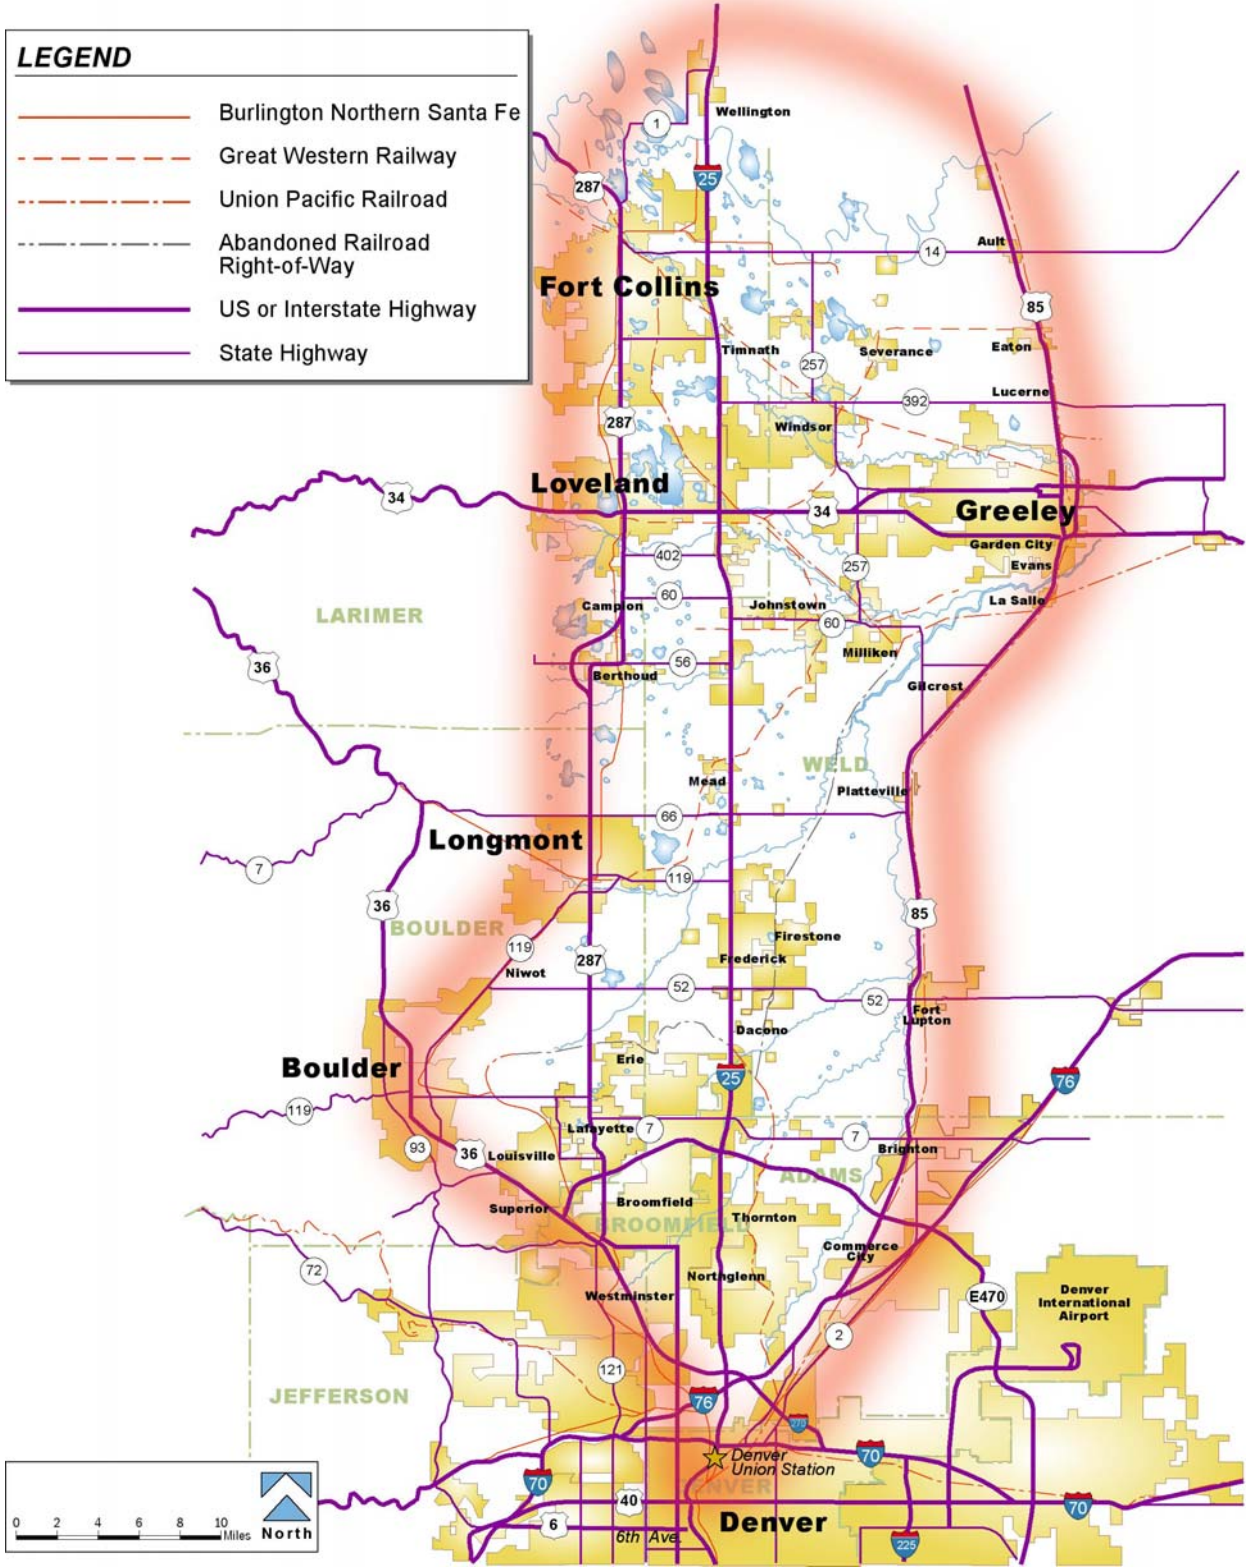 LEGEND
Burlington Northern Santa Fe
Great Western Railway
Union Pacific Railroad
Abandoned Railroad
Right-of-Way
US or Interstate Highway
State Highway
Wellington
1
287
25
Ault
14
Fort Collins
85
Timnath
Severance
Eaton
257
Lucerne
392
287
Windsor
Loveland
34
34
Greeley
Garden City
402
257
Evans
60
Campion
Johnstown
La Salle
LARIMER
60
Milliken
36
56
Berthoud
Gilcrest
WELD
Mead
Platteville
66
Longmont
7
119
36
85
BOULDER
Firestone
119
287
Frederick
Niwot
52
52
Fort
Lupton
Dacono
Erie
Boulder
25
76
119
Lafayette
7
7
93
36
Louisville
Brighton
ADAMS
Superior
Broomfield
BROOMFIELD
Thornton
Commerce
City
72
Northglenn
Westminster
E470
Denver
International
Airport
2
121
JEFFERSON
76
270
Denver
Union Station
70
70
DENVER
40
70
6
Denver
6th Ave.
225
0 2 4 6 8 10
Miles
North